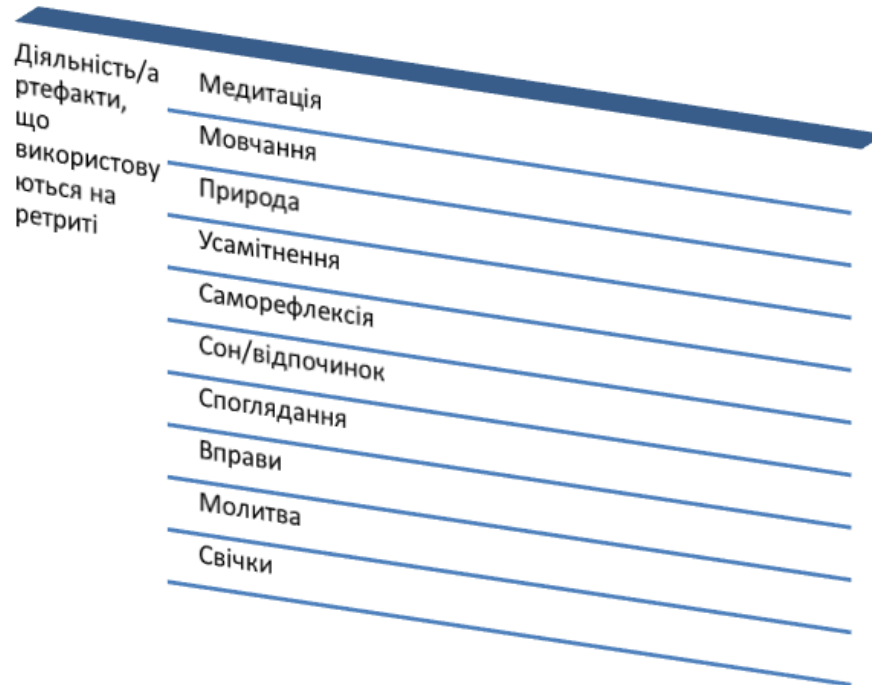 Діяльність/а
ртефакти,
що
використову
ються на
ретриті
Медитація
Мовчання
Природа
Усамітнення
Саморефлексія
Сон/відпочинок
Споглядання
Вправи
Молитва
Свічки